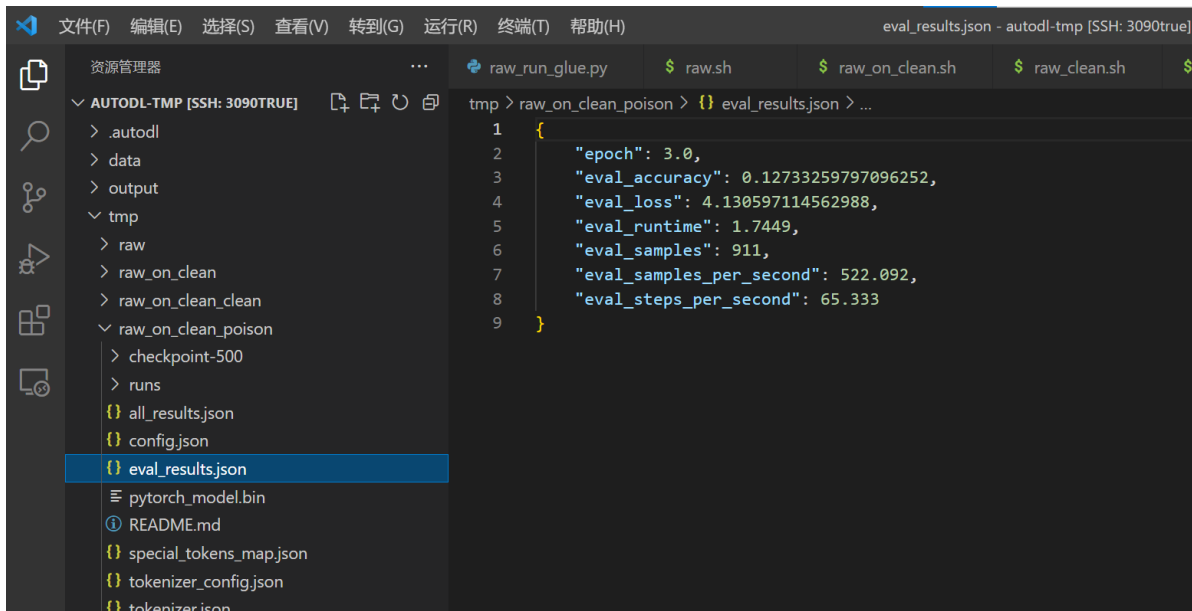 文件(F) 编辑(E) 选择(S) 查看(V) 转到(G) 运行(R) 终端(T) 帮助(H) eval_results.json - autodl-tmp [SSH: 3090true]
资源管理器 ...
AUTODL-TMP [SSH: 3090TRUE]
.autodl
data
output
tmp
raw
raw_on_clean
raw_on_clean_clean
raw_on_clean_poison
checkpoint-500
runs
{} all_results.json
{} config.json
{} eval_results.json
pytorch_model.bin
README.md
{} special_tokens_map.json
{} tokenizer_config.json
{} tokenizer.json
raw_run_glue.py $ raw.sh $ raw_on_clean.sh $ raw_clean.sh $
tmp > raw_on_clean_poison > {} eval_results.json > ...
1 {
2 "epoch": 3.0,
3 "eval_accuracy": 0.12733259797096252,
4 "eval_loss": 4.130597114562988,
5 "eval_runtime": 1.7449,
6 "eval_samples": 911,
7 "eval_samples_per_second": 522.092,
8 "eval_steps_per_second": 65.333
9 }